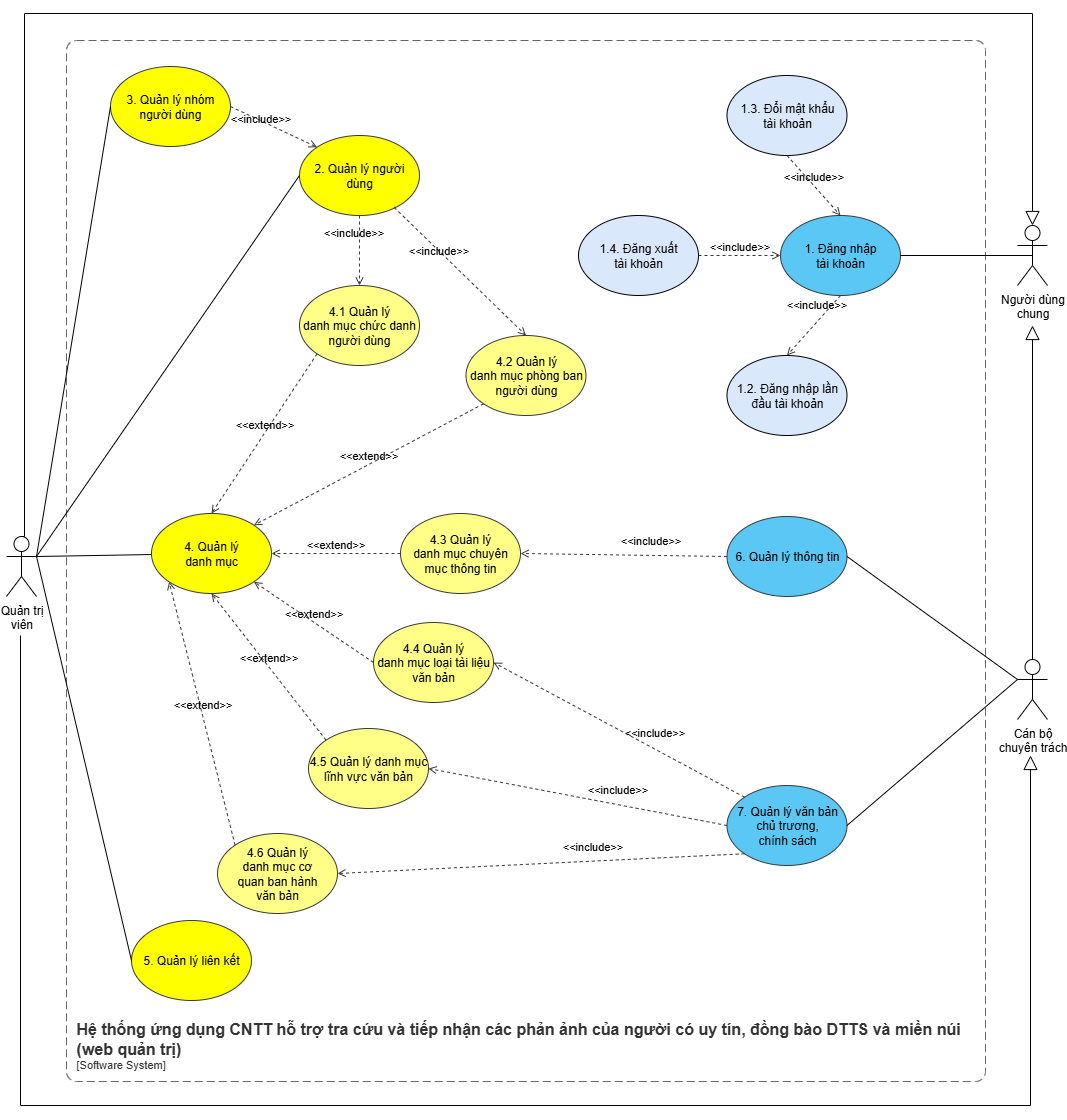 3. Quản lý nhóm
người dùng
<<include>>
2. Quản lý người
dùng
<<include>>
<<include>>
4.1 Quản lý
danh mục chức danh
người dùng
4.2 Quản lý
danh mục phòng ban
người dùng
<<extend>>
<<extend>>
1.3. Đổi mật khẩu
tài khoản
<<include>>
1.4. Đăng xuất
tài khoản
<<include>>
1. Đăng nhập
tài khoản
<<include>>
1.2. Đăng nhập lần
đầu tài khoản
Người dùng
chung
4. Quản lý
danh mục
<<extend>>
4.3 Quản lý
danh mục chuyên
mục thông tin
<<include>>
6. Quản lý thông tin
Quản trị
viên
<<extend>>
4.4 Quản lý
danh mục loại tài liệu
văn bản
<<extend>>
<<extend>>
<<include>>
Cán bộ
chuyên trách
4.5 Quản lý danh mục
lĩnh vực văn bản
<<include>>
7. Quản lý văn bản
chủ trương,
chính sách
<<include>>
4.6 Quản lý
danh mục cơ
quan ban hành
văn bản
5. Quản lý liên kết
Hệ thống ứng dụng CNTT hỗ trợ tra cứu và tiếp nhận các phản ảnh của người có uy tín, đồng bào DTTS và miền núi
(web quản trị)
[Software System]